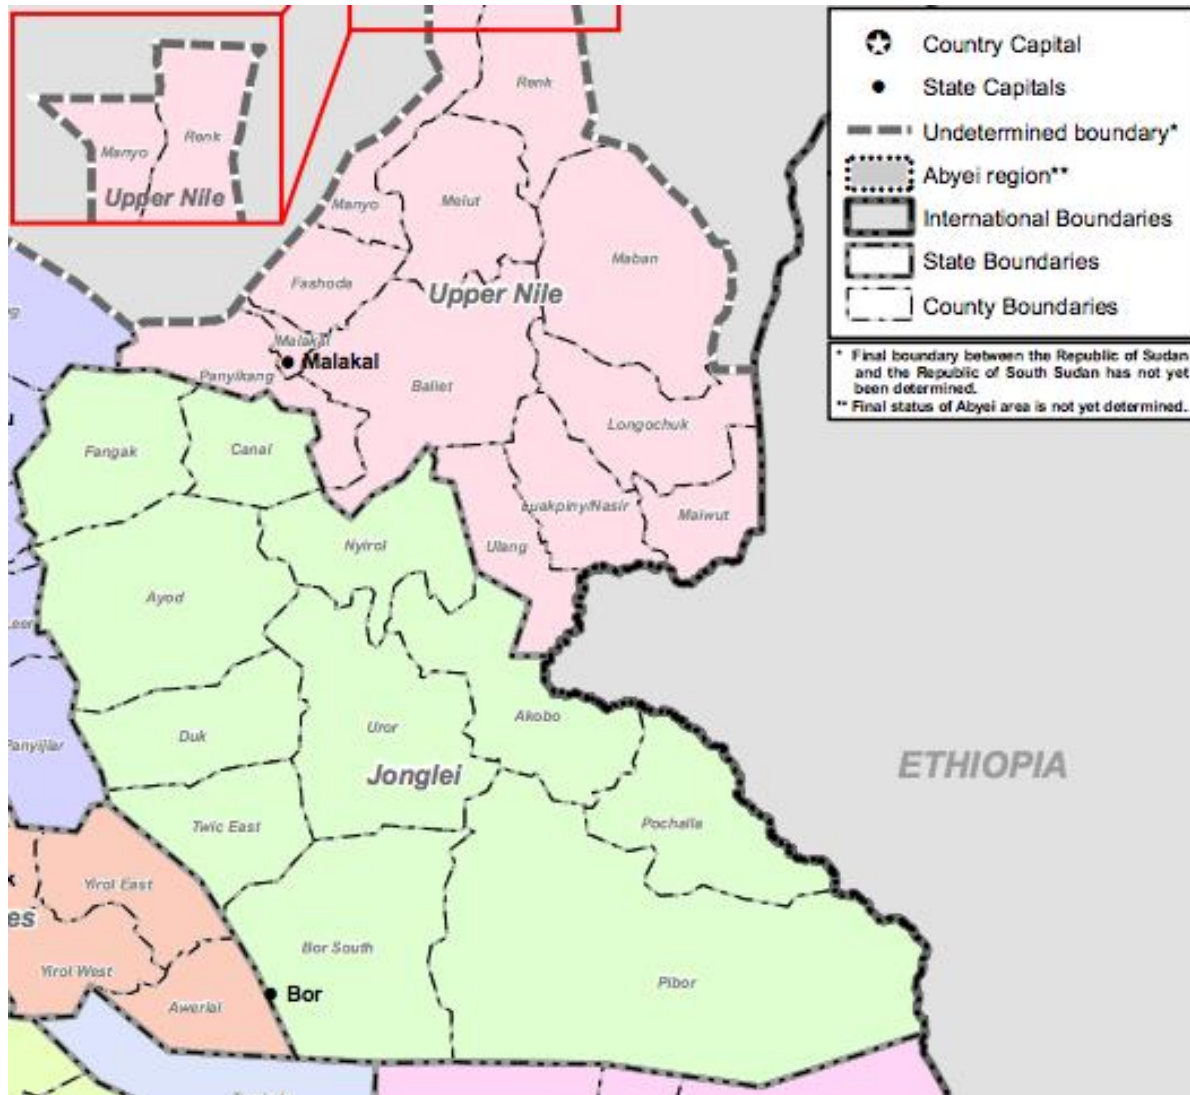 Country Capital
State Capitals
Undetermined boundary*
Abyei region**
International Boundaries
State Boundaries
County Boundaries
* Final boundary between the Republic of Sudan
and the Republic of South Sudan has not yet
been determined.
** Final status of Abyei area is not yet determined.
Manyo
Renk
Upper Nile
Renk
Manyo
Melut
Maban
Fashoda
Upper Nile
Malakal
Malakal
Panyikang
Baliet
Longochuk
Luakpiny/Nasir
Maiwut
Ulang
Fangak
Canal
Nyirol
Ayod
Leer
Duk
Uror
Akobo
Panyijiar
Jonglei
ETHIOPIA
Twic East
Pochalla
Yirol East
es
Bor South
Yirol West
Pibor
Bor
Awerial